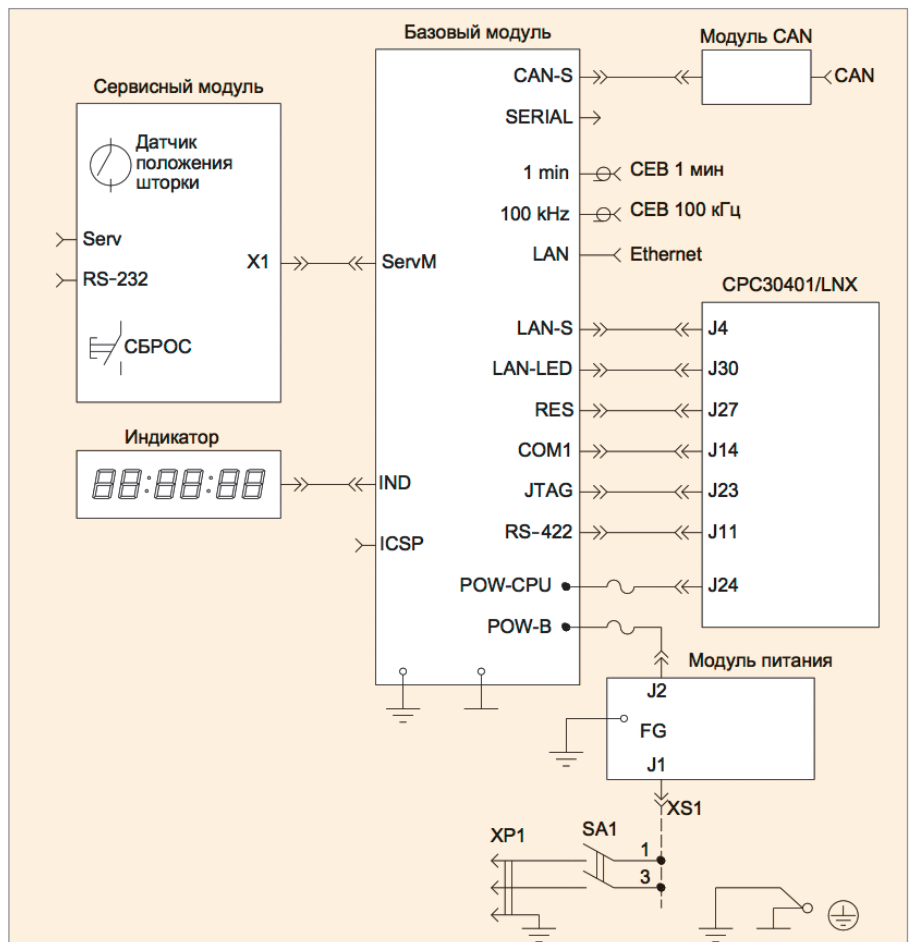 Базовый модуль
Модуль CAN
CAN-S
CAN
Сервисный модуль
SERIAL
Датчик
положения
шторки
1 min
СЕВ 1 мин
100 kHz
СЕВ 100 кГц
Serv
LAN
Ethernet
X1
ServM
RS-232
CPC30401/LNX
LAN-S
J4
СБРОС
LAN-LED
J30
RES
J27
Индикатор
COM1
J14
88:88:88
IND
JTAG
J23
RS-422
J11
ICSP
POW-CPU
J24
POW-B
Модуль питания
J2
FG
J1
XS1
XP1
SA1
1
3